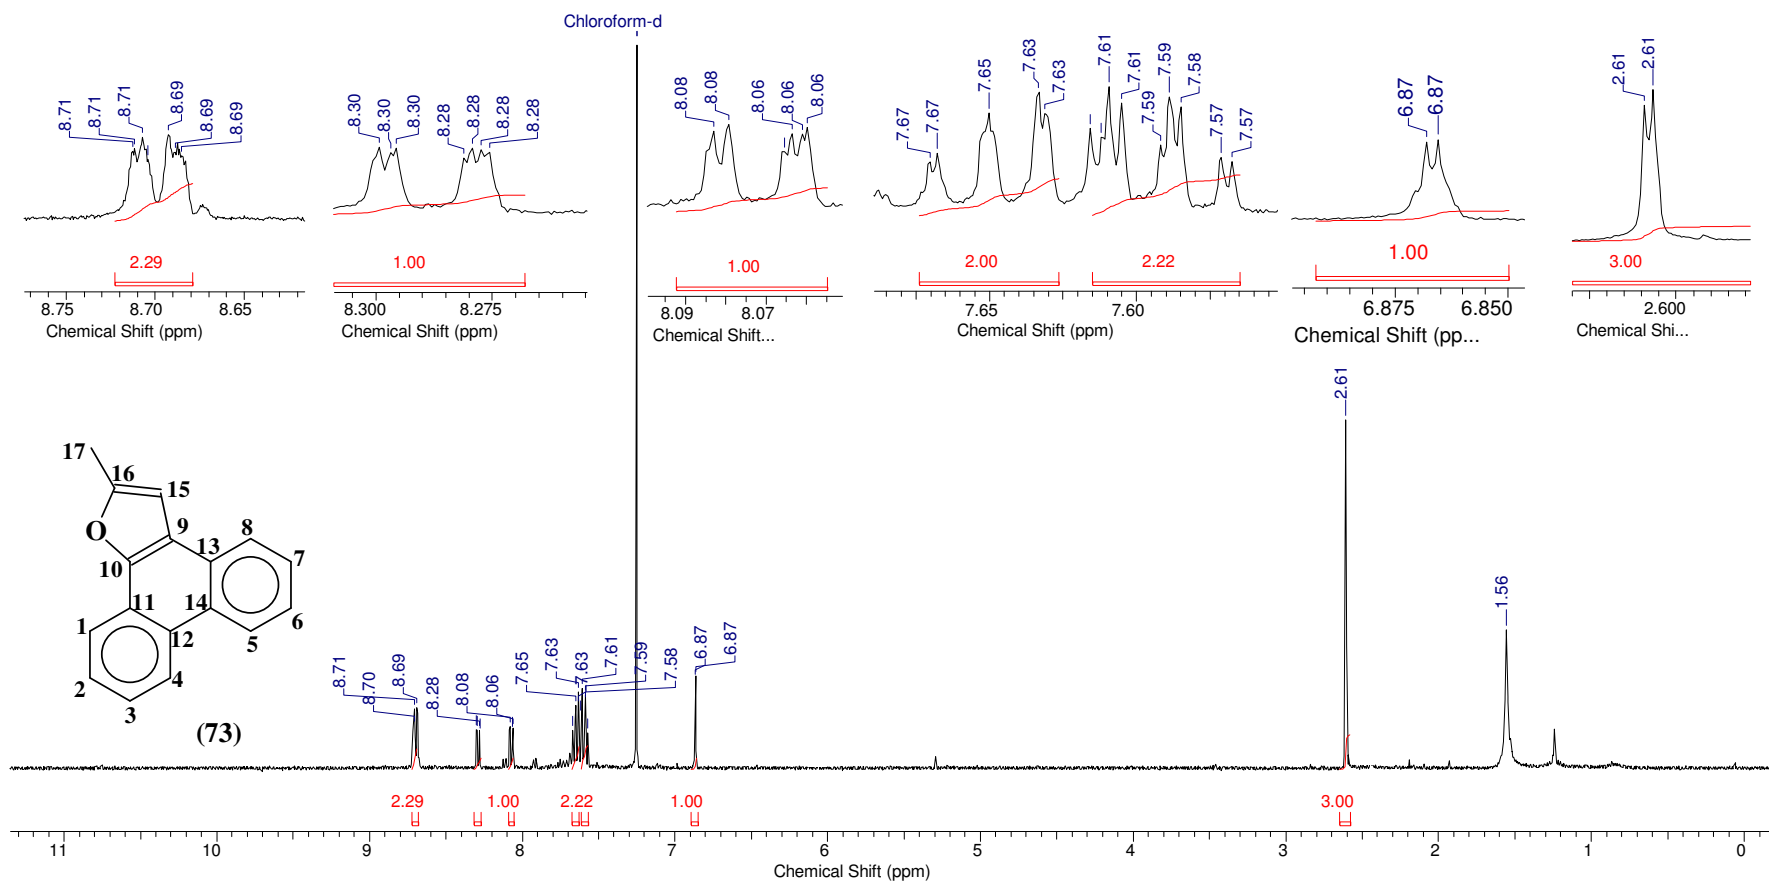 Chloroform-d
8.71 8.71 8.71 8.69 8.69 8.69
8.30 8.30 8.30 8.28 8.28 8.28 8.28
8.08 8.08 8.06 8.06 8.06
7.67 7.67 7.65 7.63 7.63 7.61 7.61 7.59 7.59 7.58 7.57 7.57
6.87 6.87
2.61 2.61
2.29
1.00
1.00
2.00 2.22
1.00
3.00
8.75 8.70 8.65
Chemical Shift (ppm)
8.300 8.275
Chemical Shift (ppm)
8.09 8.07
Chemical Shift...
7.65 7.60
Chemical Shift (ppm)
6.875 6.850
Chemical Shift (pp...
2.600
Chemical Shi...
17
16
15
O
9
8
13
7
10
11
14
1
12
6
5
2
4
3
(73)
8.71 8.70 8.69 8.28 8.08 8.06 7.65 7.63 7.63 7.61 7.59 7.58 6.87 6.87 2.61 1.56
2.29 1.00 2.22 1.00 3.00
11 10 9 8 7 6 5 4 3 2 1 0
Chemical Shift (ppm)